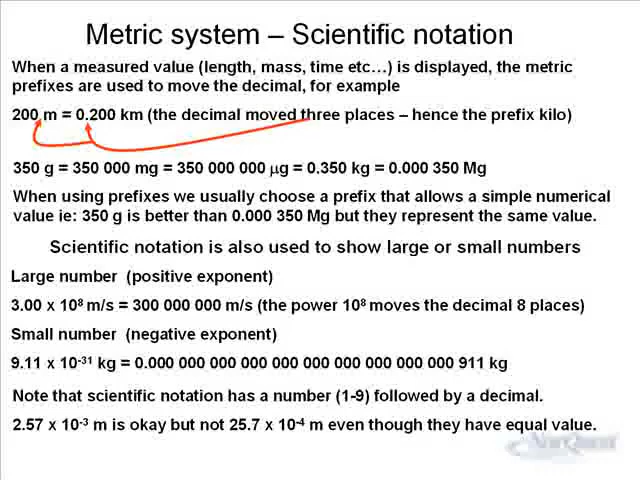 Metric system – Scientific notation
When a measured value (length, mass, time etc…) is displayed, the metric
prefixes are used to move the decimal, for example
200 m = 0.200 km (the decimal moved three places – hence the prefix kilo)
350 g = 350 000 mg = 350 000 000 μg = 0.350 kg = 0.000 350 Mg
When using prefixes we usually choose a prefix that allows a simple numerical
value ie: 350 g is better than 0.000 350 Mg but they represent the same value.
Scientific notation is also used to show large or small numbers
Large number (positive exponent)
3.00 x 10⁸ m/s = 300 000 000 m/s (the power 10⁸ moves the decimal 8 places)
Small number (negative exponent)
9.11 x 10⁻³¹ kg = 0.000 000 000 000 000 000 000 000 000 000 911 kg
Note that scientific notation has a number (1-9) followed by a decimal.
2.57 x 10⁻³ m is okay but not 25.7 x 10⁻⁴ m even though they have equal value.